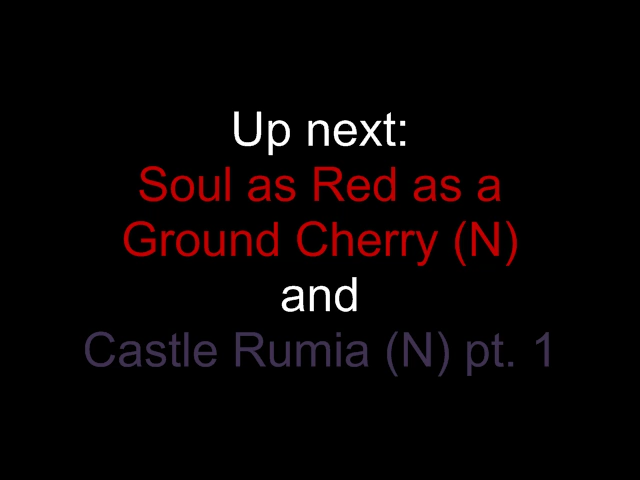 Up next:
Soul as Red as a
Ground Cherry (N)
and
Castle Rumia (N) pt. 1